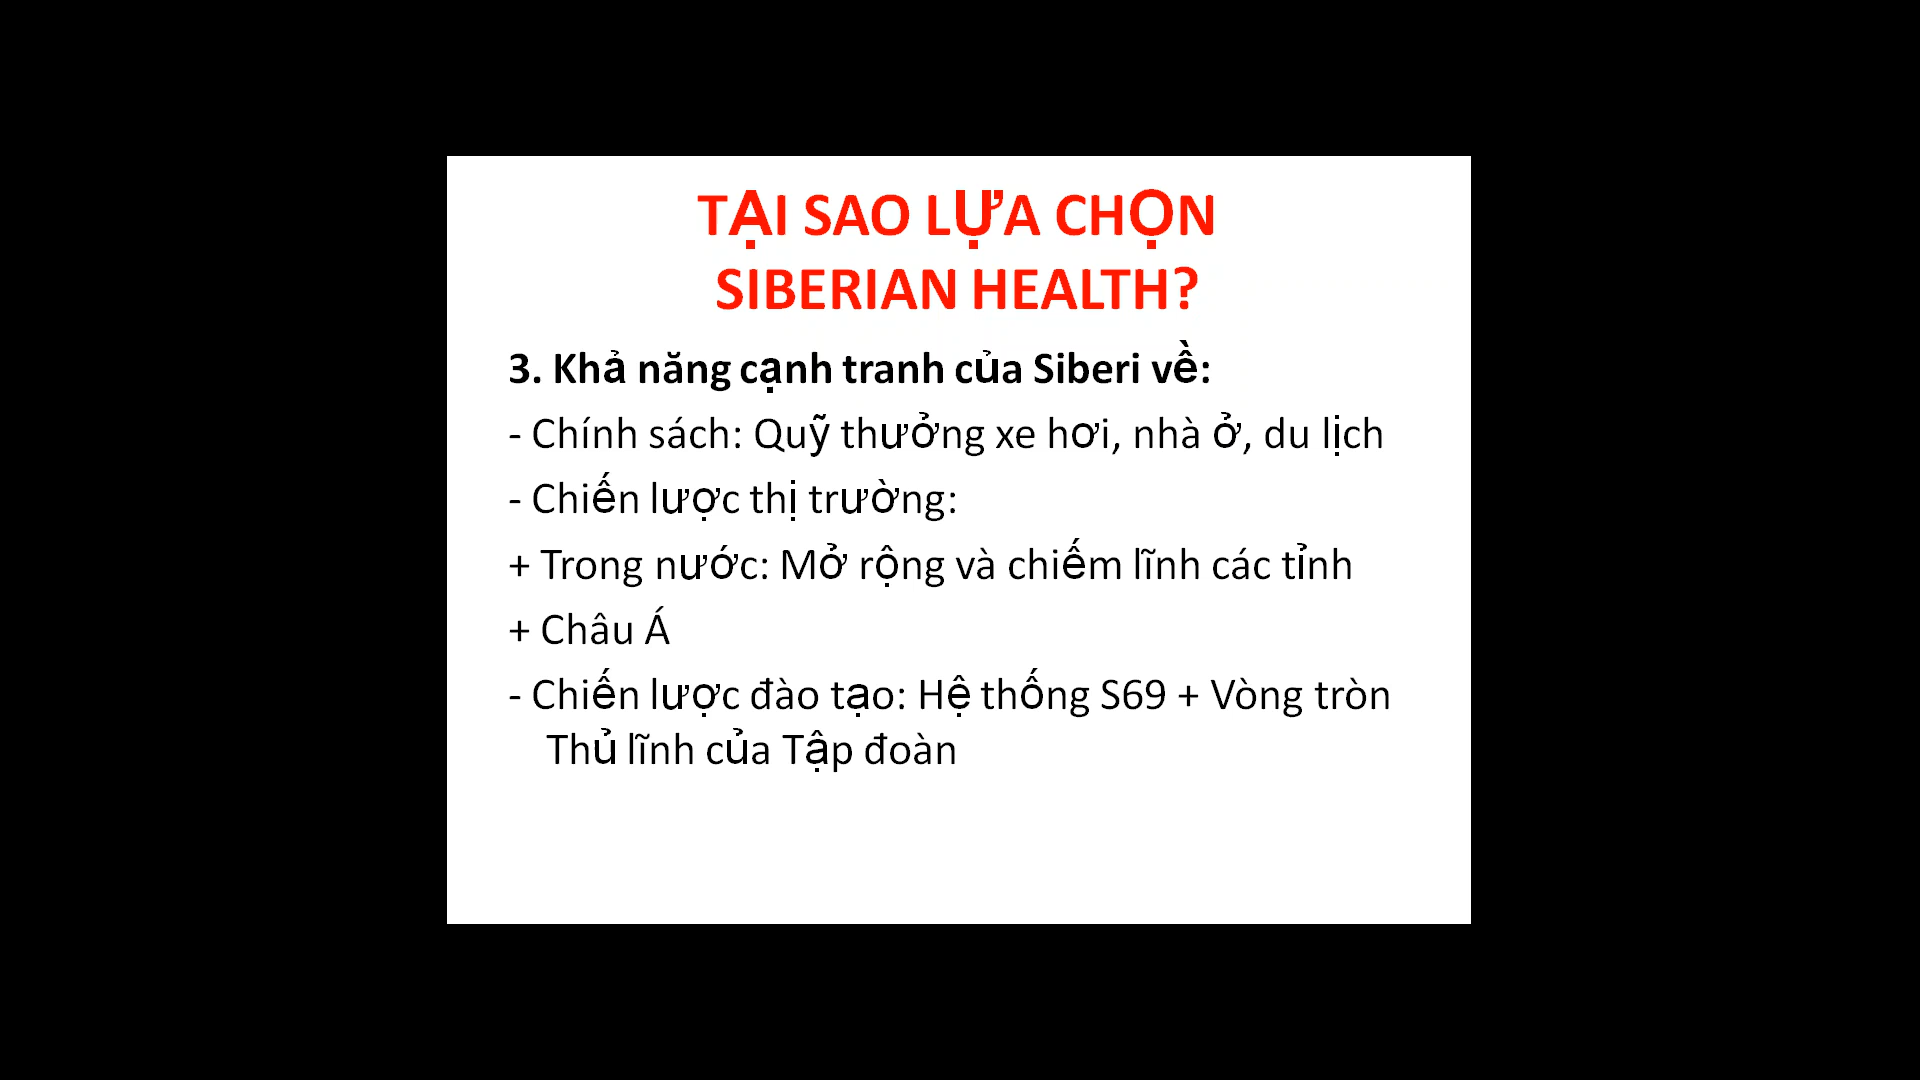 TẠI SAO LỰA CHỌN
SIBERIAN HEALTH?
3. Khả năng cạnh tranh của Siberi về:
- Chính sách: Quỹ thưởng xe hơi, nhà ở, du lịch
- Chiến lược thị trường:
+ Trong nước: Mở rộng và chiếm lĩnh các tỉnh
+ Châu Á
- Chiến lược đào tạo: Hệ thống S69 + Vòng tròn
Thủ lĩnh của Tập đoàn